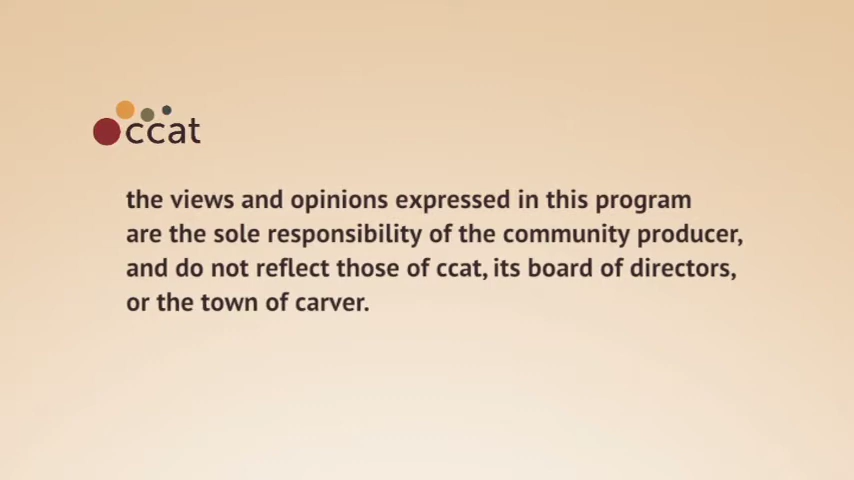 ccat
the views and opinions expressed in this program
are the sole responsibility of the community producer,
and do not reflect those of ccat, its board of directors,
or the town of carver.